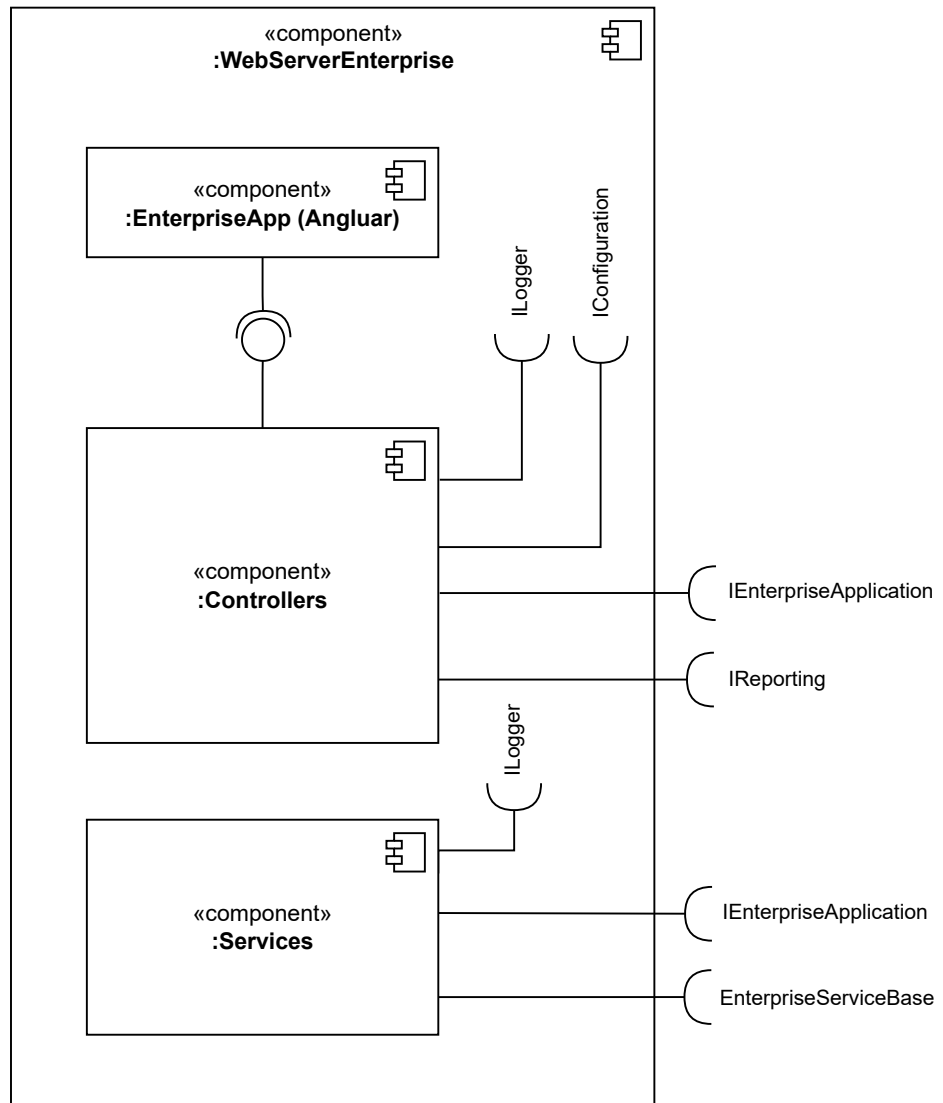 «component»
:WebServerEnterprise
«component»
:EnterpriseApp (Angluar)
ILogger
IConfiguration
«component»
:Controllers
IEnterpriseApplication
IReporting
ILogger
«component»
:Services
IEnterpriseApplication
EnterpriseServiceBase